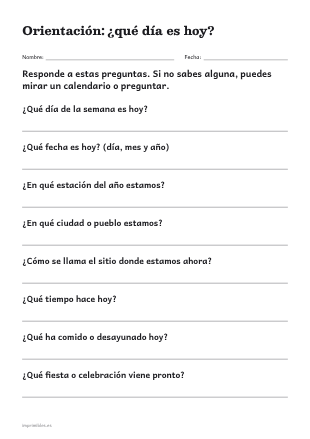 Orientación: ¿qué día es hoy?
Nombre: Fecha:
Responde a estas preguntas. Si no sabes alguna, puedes
mirar un calendario o preguntar.
¿Qué día de la semana es hoy?
¿Qué fecha es hoy? (día, mes y año)
¿En qué estación del año estamos?
¿En qué ciudad o pueblo estamos?
¿Cómo se llama el sitio donde estamos ahora?
¿Qué tiempo hace hoy?
¿Qué ha comido o desayunado hoy?
¿Qué fiesta o celebración viene pronto?